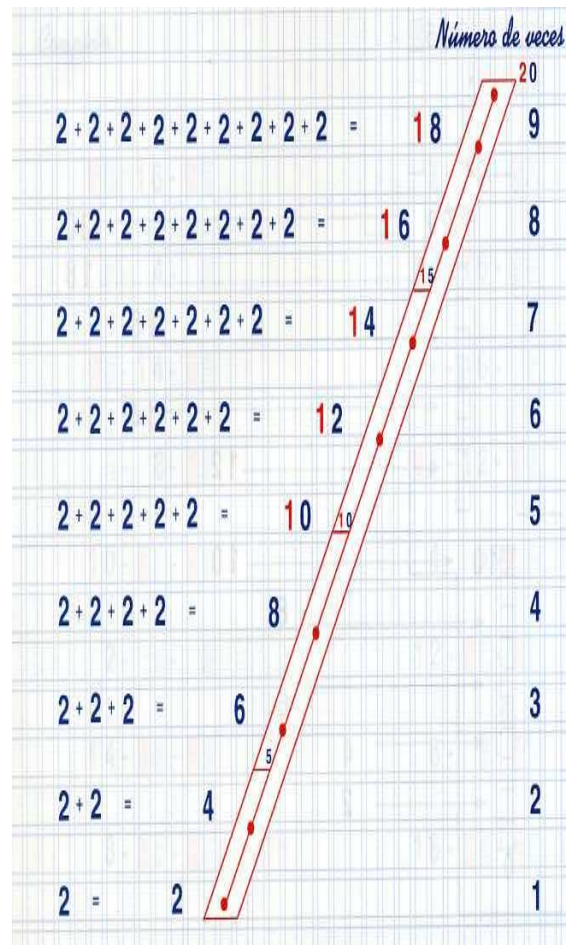 Número de veces
20
2 + 2 + 2 + 2 + 2 + 2 + 2 + 2 + 2 = 18 9
2 + 2 + 2 + 2 + 2 + 2 + 2 + 2 = 16 8
15
2 + 2 + 2 + 2 + 2 + 2 + 2 = 14 7
2 + 2 + 2 + 2 + 2 + 2 = 12 6
2 + 2 + 2 + 2 + 2 = 10 10 5
2 + 2 + 2 + 2 = 8 4
2 + 2 + 2 = 6 3
5
2 + 2 = 4 2
2 = 2 1